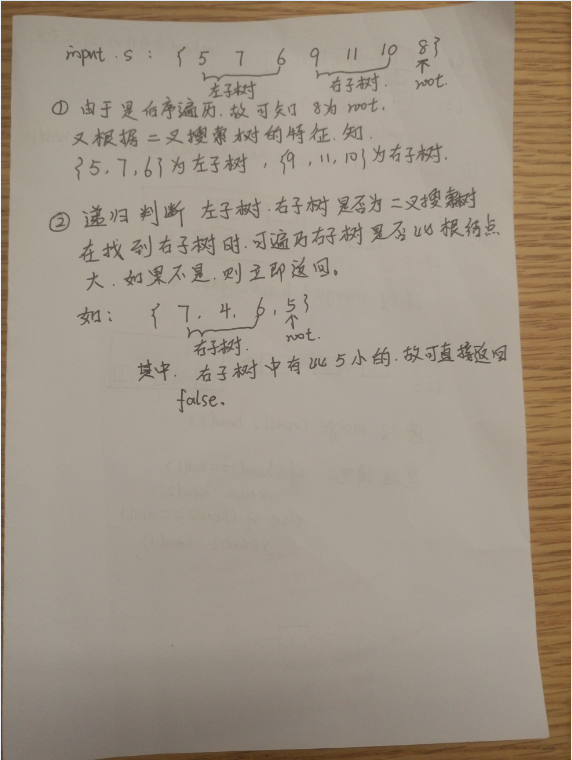 input. s : { 5 7 6 9 11 10 8 }
左子树 右子树 root.
① 由于是后序遍历.故可知 8为root.
又根据二叉搜索树的特征.知.
{5,7,6}为左子树,{9,11,10}为右子树.
② 递归判断 左子树.右子树是否为二叉搜索树
在找到右子树时.可遍历右子树是否比根结点
大.如果不是.则立即返回。
如: { 7, 4, 6, 5 }
右子树. root.
其中. 右子树中有比5小的.故可直接返回
false.